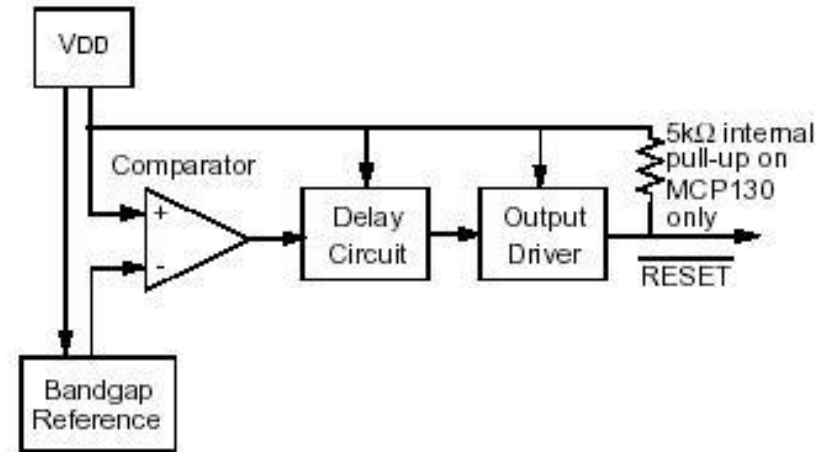 VDD
5kΩ internal
pull-up on
MCP130
only
Comparator
+
-
Delay
Circuit
Output
Driver
RESET
Bandgap
Reference